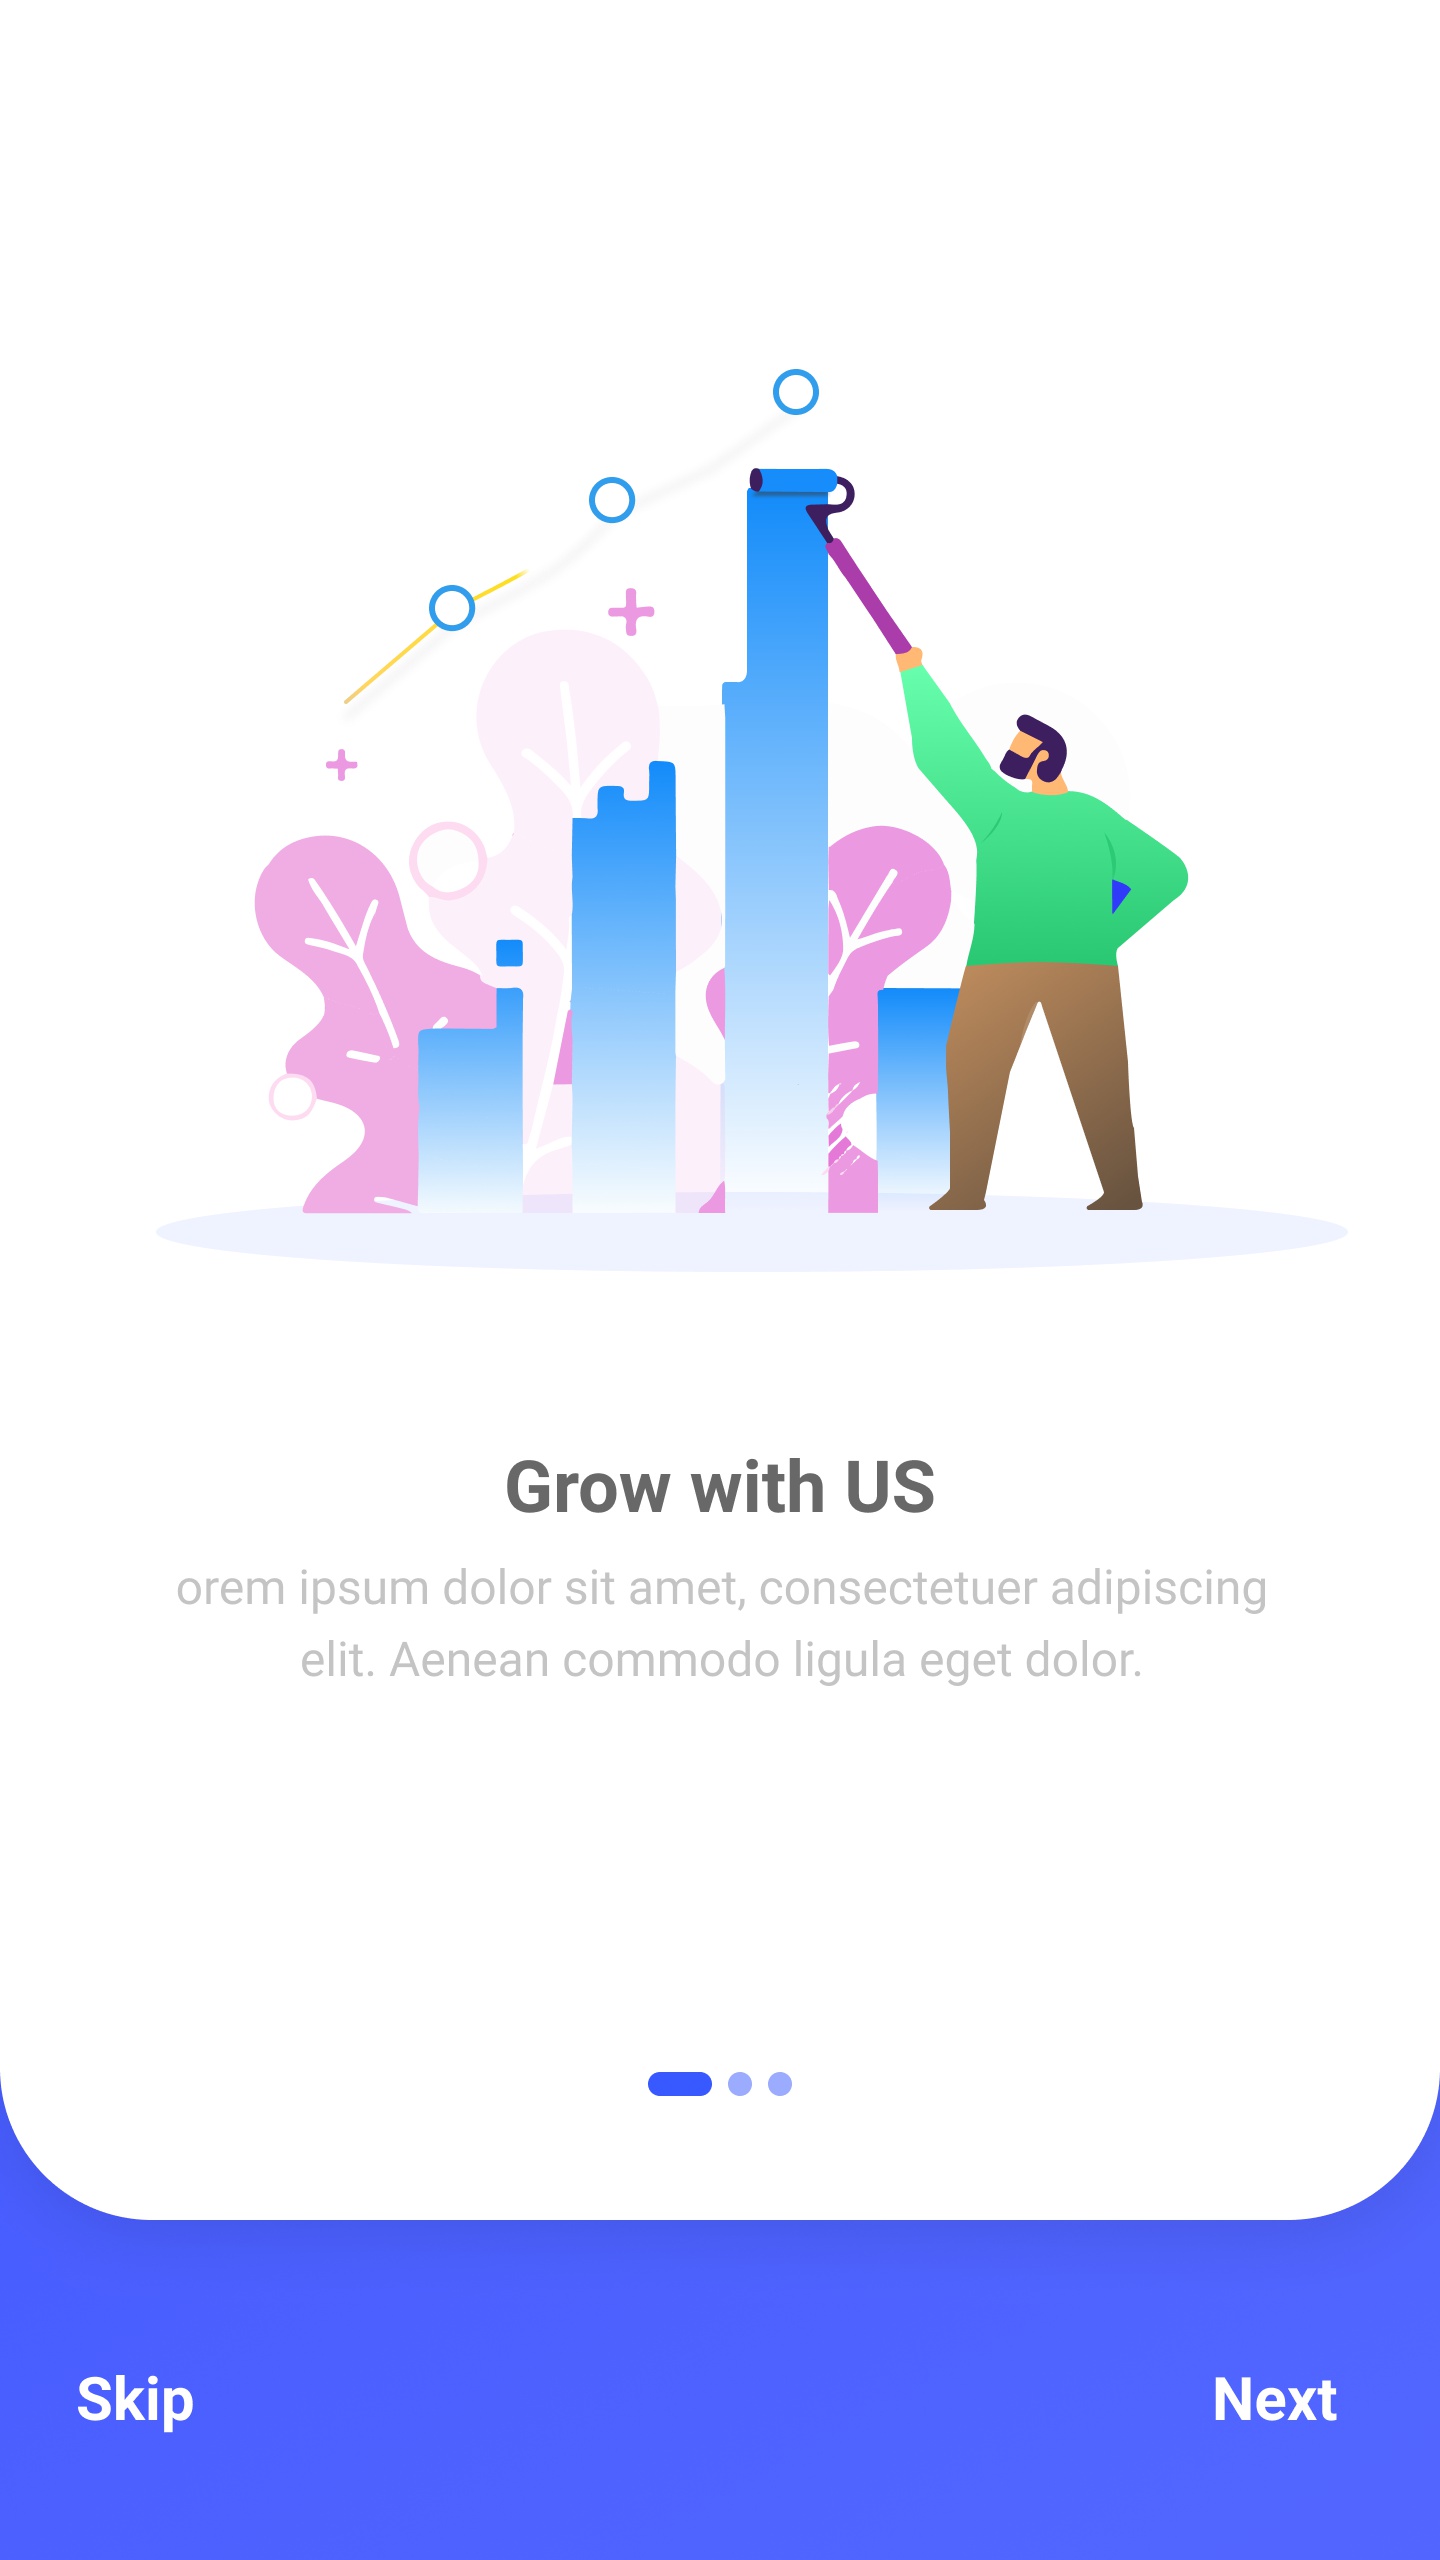 Grow with US
orem ipsum dolor sit amet, consectetuer adipiscing
elit. Aenean commodo ligula eget dolor.
Skip
Next